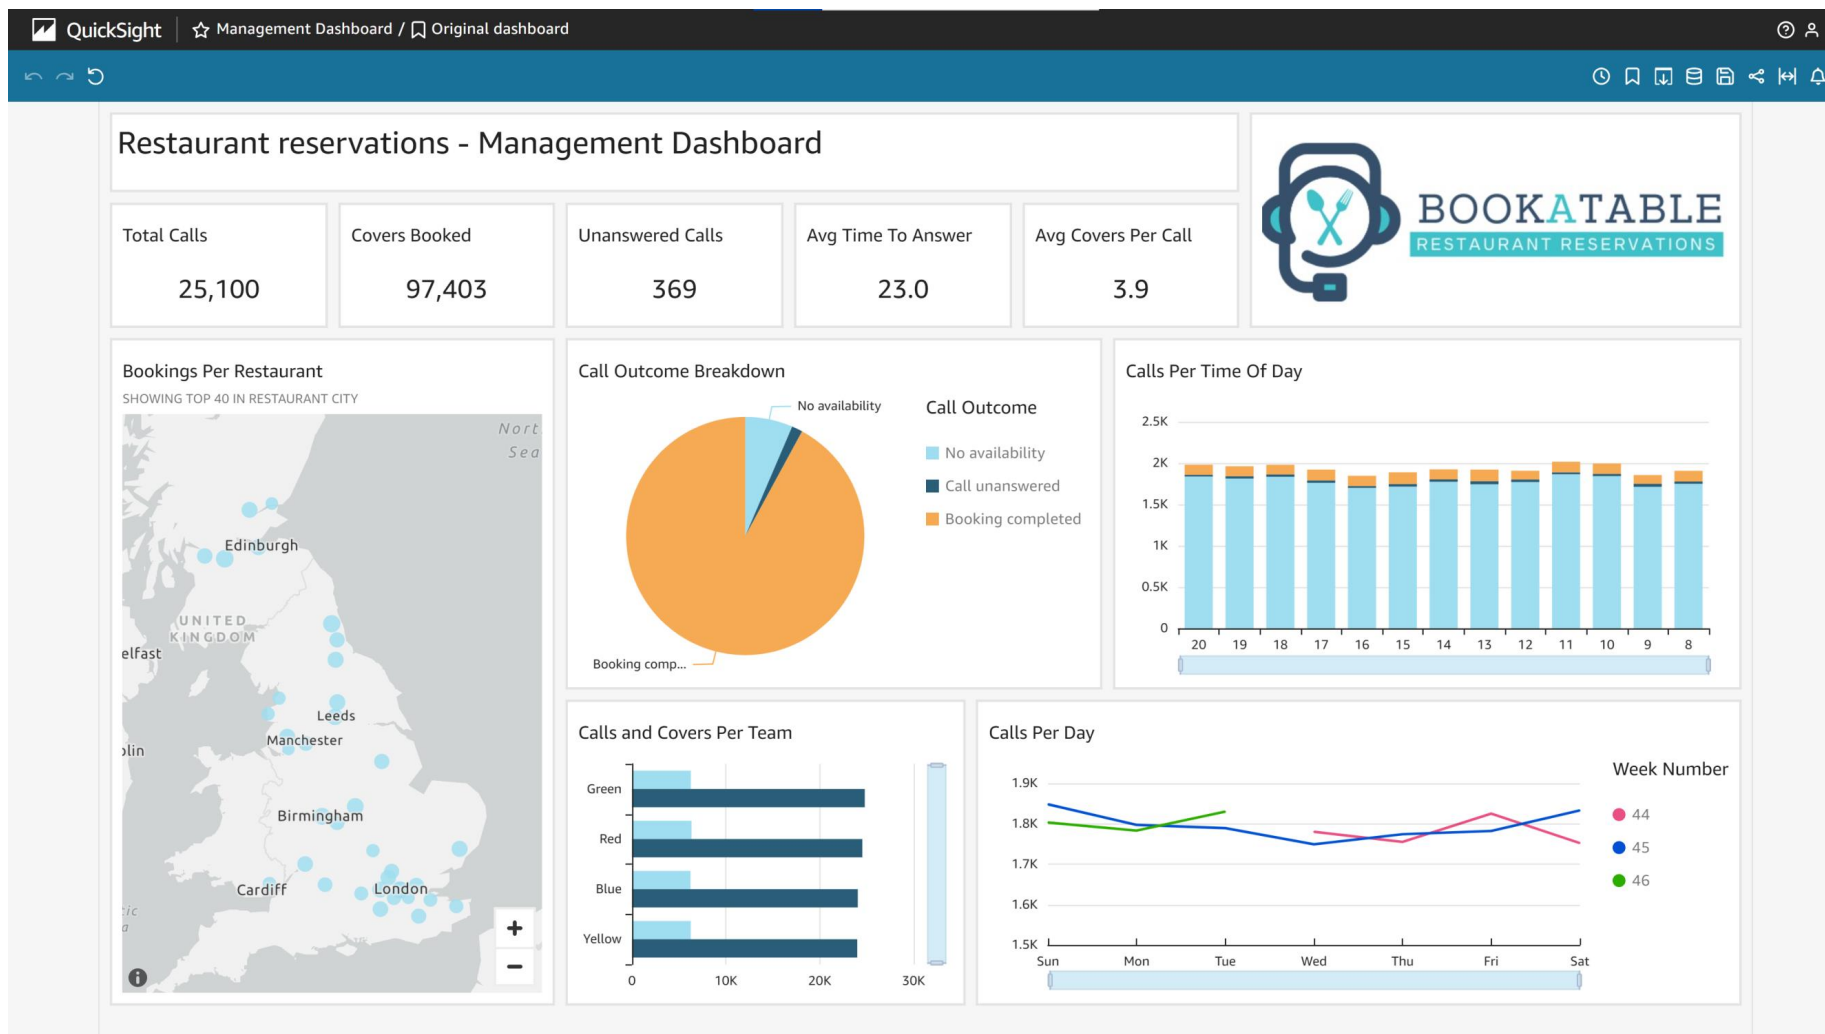 QuickSight
Management Dashboard / Original dashboard
Restaurant reservations - Management Dashboard
BOOKATABLE
RESTAURANT RESERVATIONS
Total Calls
25,100
Covers Booked
97,403
Unanswered Calls
369
Avg Time To Answer
23.0
Avg Covers Per Call
3.9
Bookings Per Restaurant
SHOWING TOP 40 IN RESTAURANT CITY
Nort
Sea
Edinburgh
UNITED
KINGDOM
elfast
Leeds
Manchester
olin
Birmingham
Cardiff
London
+
−
Call Outcome Breakdown
No availability
Booking comp...
Call Outcome
No availability
Call unanswered
Booking completed
Calls Per Time Of Day
2.5K
2K
1.5K
1K
0.5K
0
20 19 18 17 16 15 14 13 12 11 10 9 8
Calls and Covers Per Team
Green
Red
Blue
Yellow
0 10K 20K 30K
Calls Per Day
1.9K
1.8K
1.7K
1.6K
1.5K
Sun Mon Tue Wed Thu Fri Sat
Week Number
44
45
46